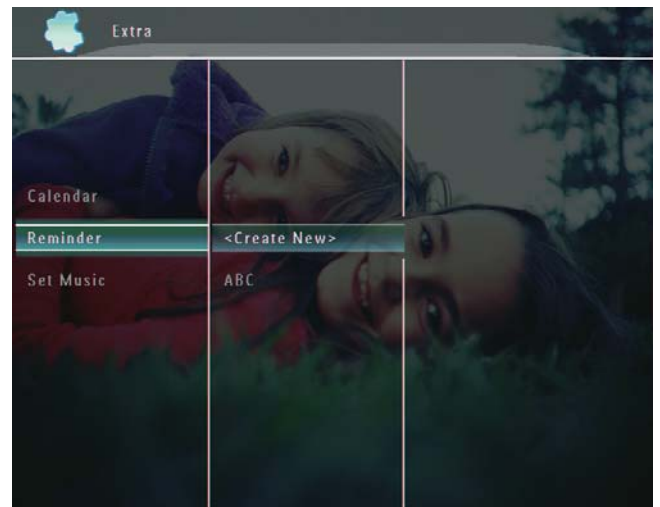 Extra
Calendar
Reminder
<Create New>
Set Music
ABC